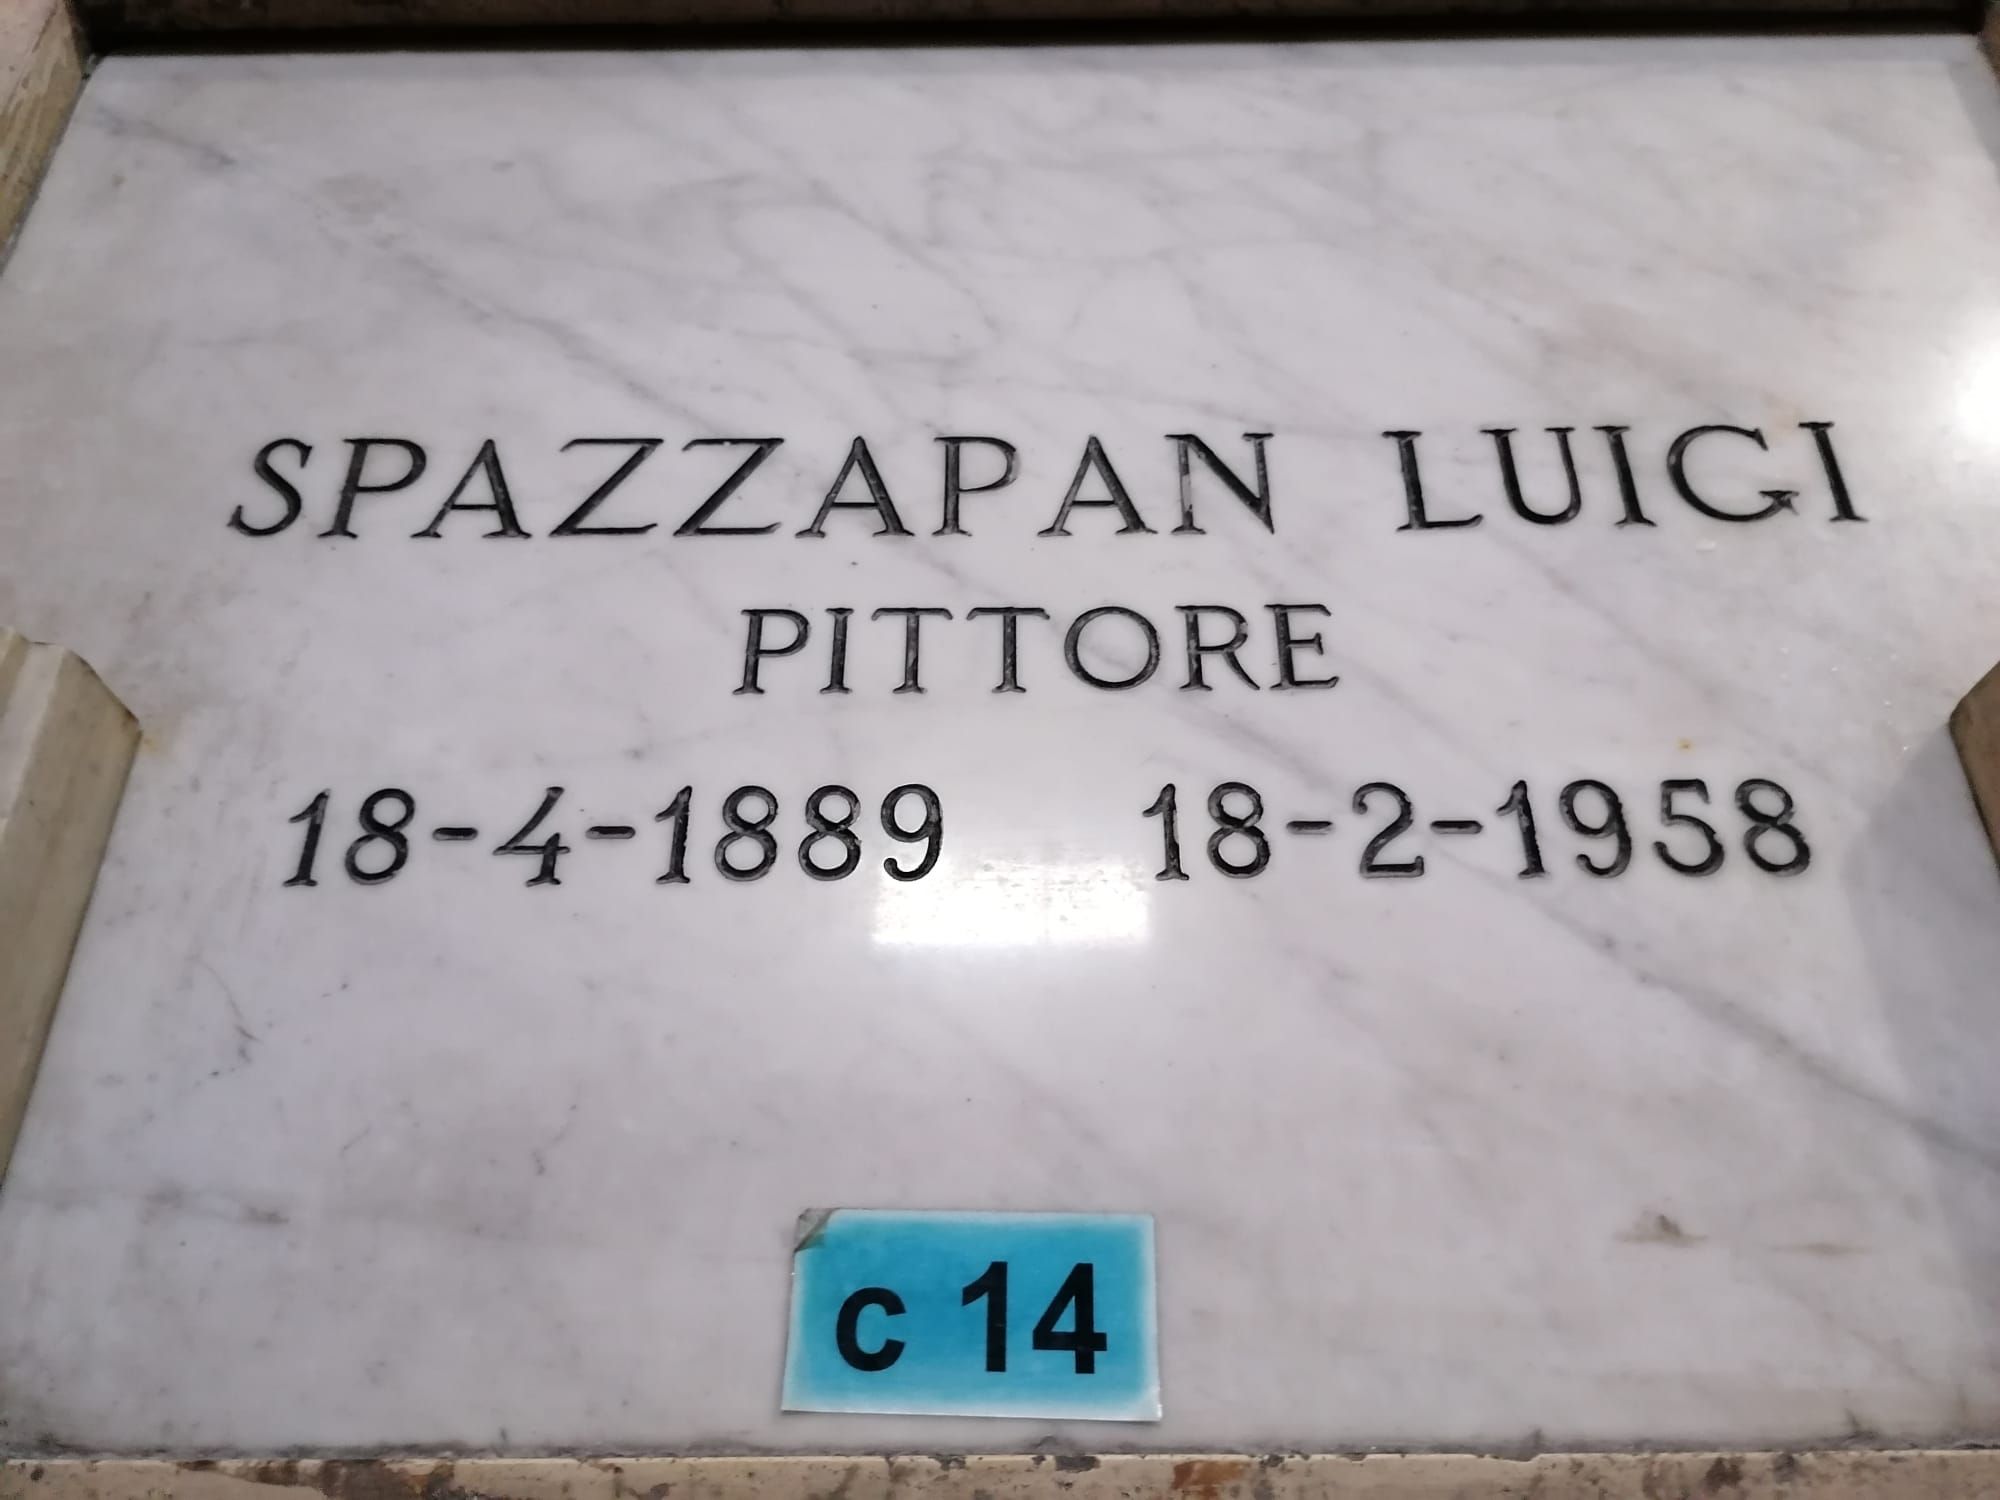 SPAZZAPAN LUIGI
PITTORE
18-4-1889 18-2-1958
c 14